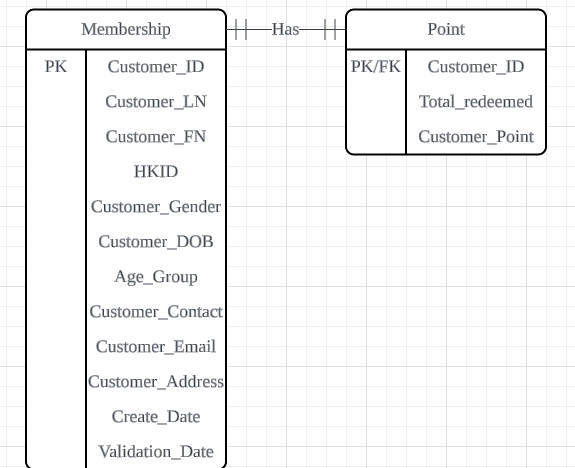 Membership
Has
Point
PK
Customer_ID
Customer_LN
Customer_FN
HKID
Customer_Gender
Customer_DOB
Age_Group
Customer_Contact
Customer_Email
Customer_Address
Create_Date
Validation_Date
PK/FK
Customer_ID
Total_redeemed
Customer_Point